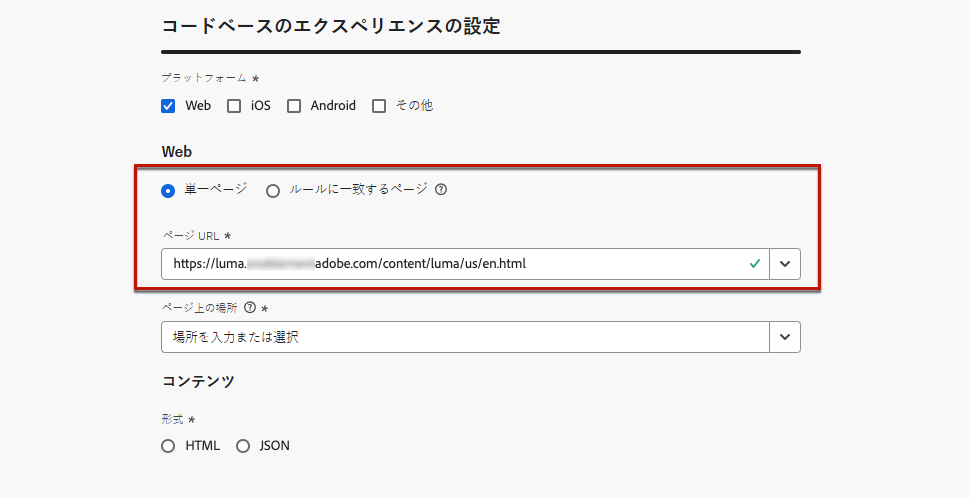 コードベースのエクスペリエンスの設定
プラットフォーム *
Web iOS Android その他
Web
単一ページ ルールに一致するページ ?
ページ URL *
https://luma. adobe.com/content/luma/us/en.html
ページ上の場所 ? *
場所を入力または選択
コンテンツ
形式 *
HTML JSON